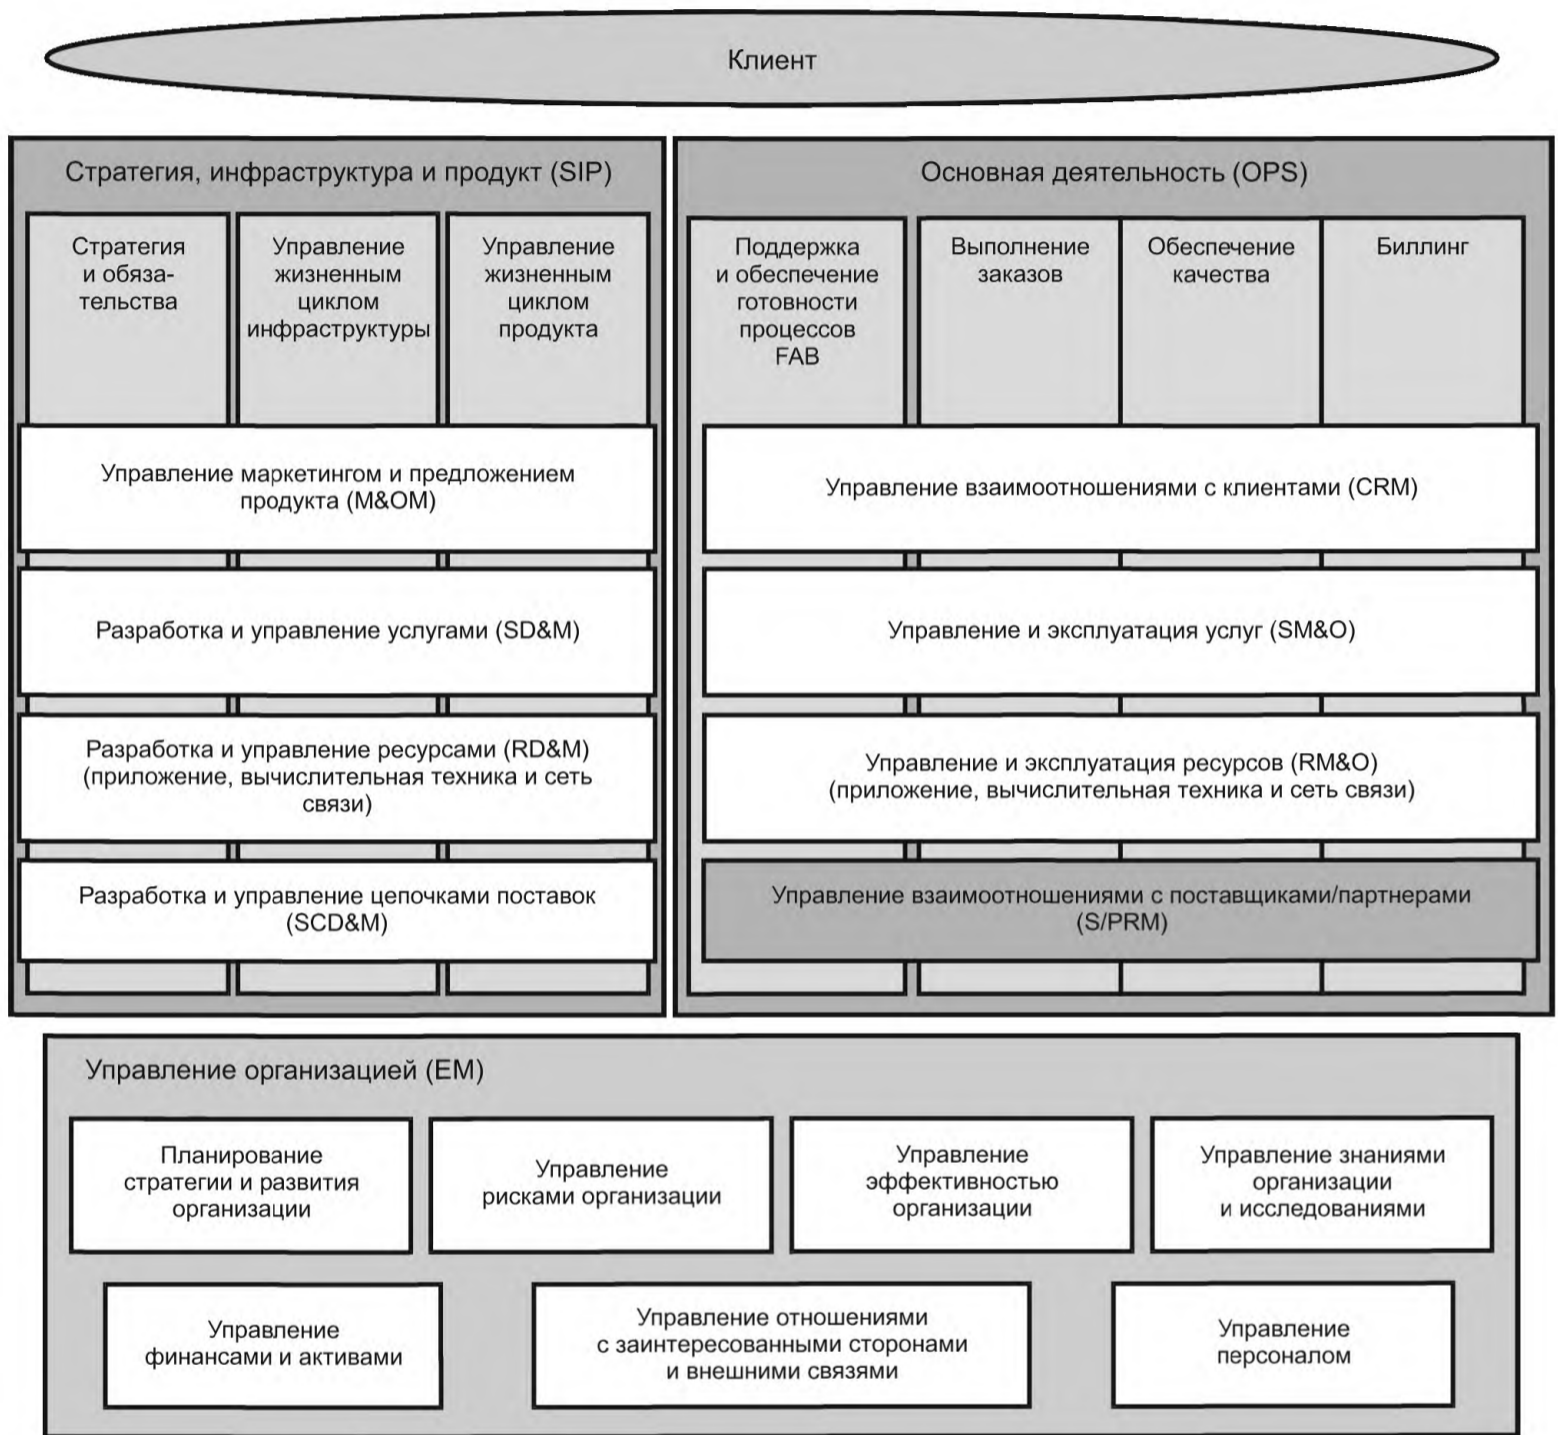 Клиент
Стратегия, инфраструктура и продукт (SIP)
Стратегия
и обяза-
тельства
Управление
жизненным
циклом
инфраструктуры
Управление
жизненным
циклом
продукта
Управление маркетингом и предложением
продукта (M&OM)
Разработка и управление услугами (SD&M)
Разработка и управление ресурсами (RD&M)
(приложение, вычислительная техника и сеть
связи)
Разработка и управление цепочками поставок
(SCD&M)
Основная деятельность (OPS)
Поддержка
и обеспечение
готовности
процессов
FAB
Выполнение
заказов
Обеспечение
качества
Биллинг
Управление взаимоотношениями с клиентами (CRM)
Управление и эксплуатация услуг (SM&O)
Управление и эксплуатация ресурсов (RM&O)
(приложение, вычислительная техника и сеть связи)
Управление взаимоотношениями с поставщиками/партнерами
(S/PRM)
Управление организацией (EM)
Планирование
стратегии и развития
организации
Управление
рисками организации
Управление
эффективностью
организации
Управление знаниями
организации
и исследованиями
Управление
финансами и активами
Управление отношениями
с заинтересованными сторонами
и внешними связями
Управление
персоналом